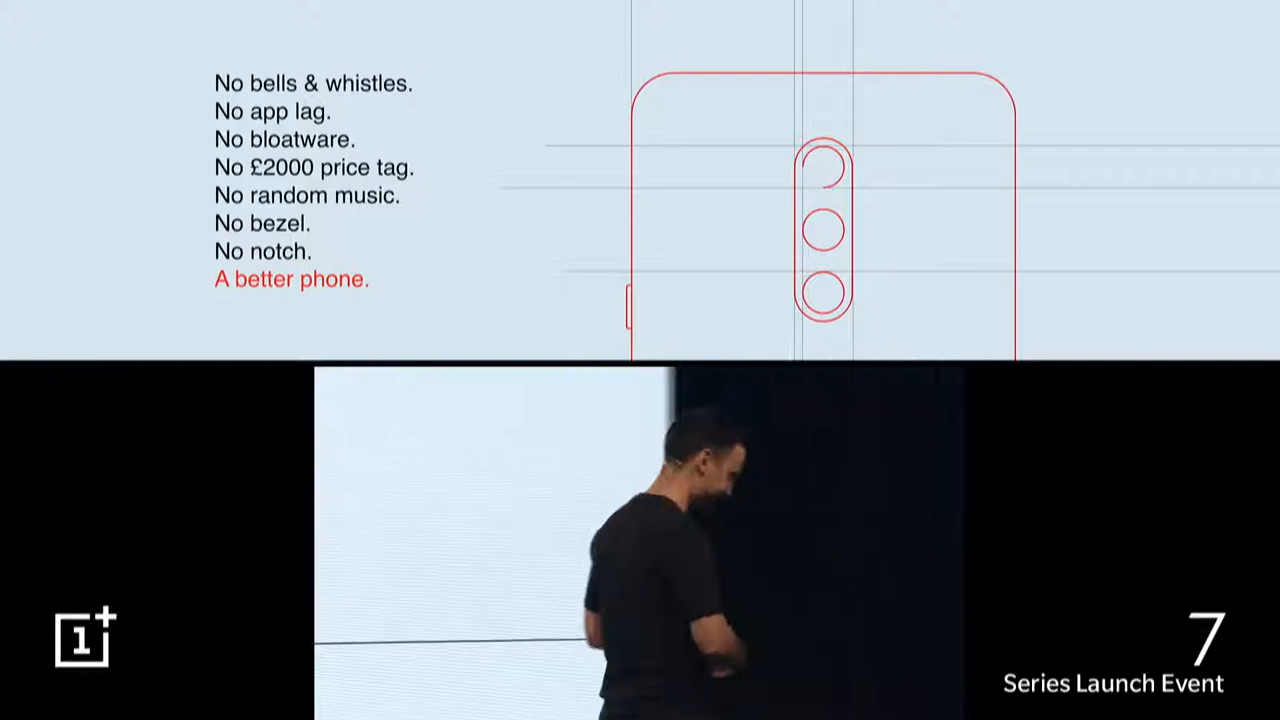 No bells & whistles.
No app lag.
No bloatware.
No £2000 price tag.
No random music.
No bezel.
No notch.
A better phone.
1+
7
Series Launch Event